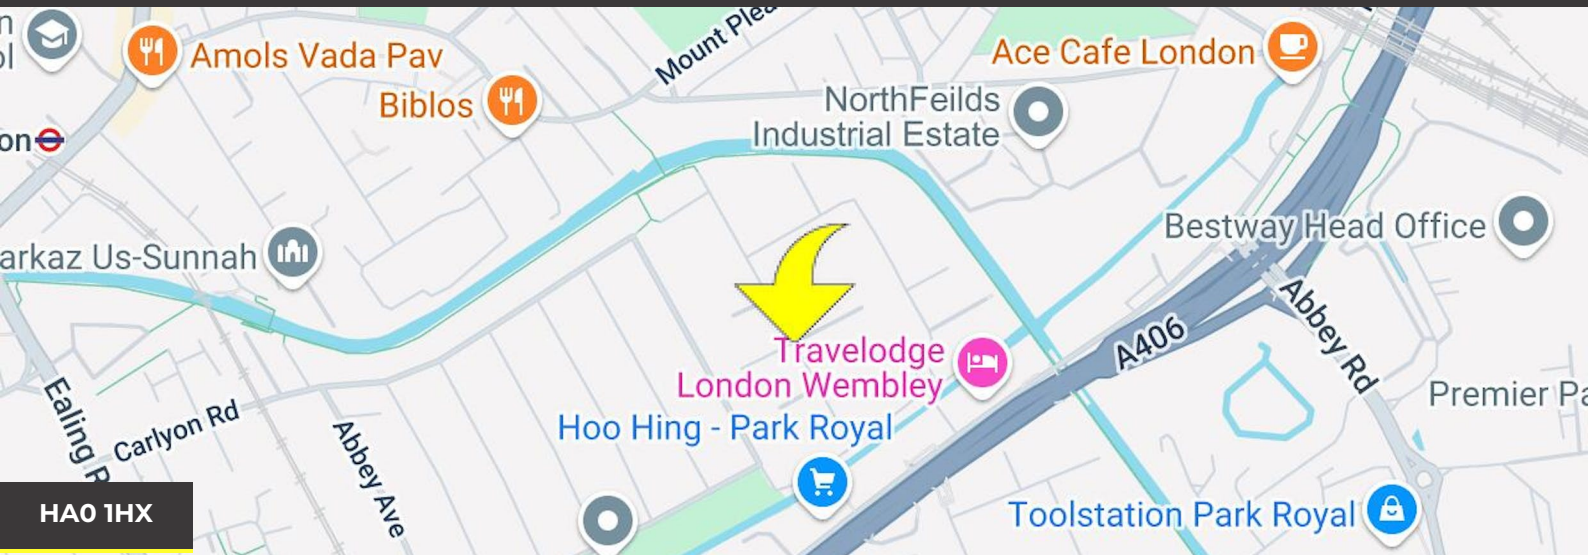 Amols Vada Pav
Biblos
Mount Plea
Ace Cafe London
NorthFeilds
Industrial Estate
on
arkaz Us-Sunnah
Bestway Head Office
Travelodge
London Wembley
A406
Abbey Rd
Premier Pa
Hoo Hing - Park Royal
Ealing R
Carlyon Rd
Abbey Ave
Toolstation Park Royal
HA0 1HX